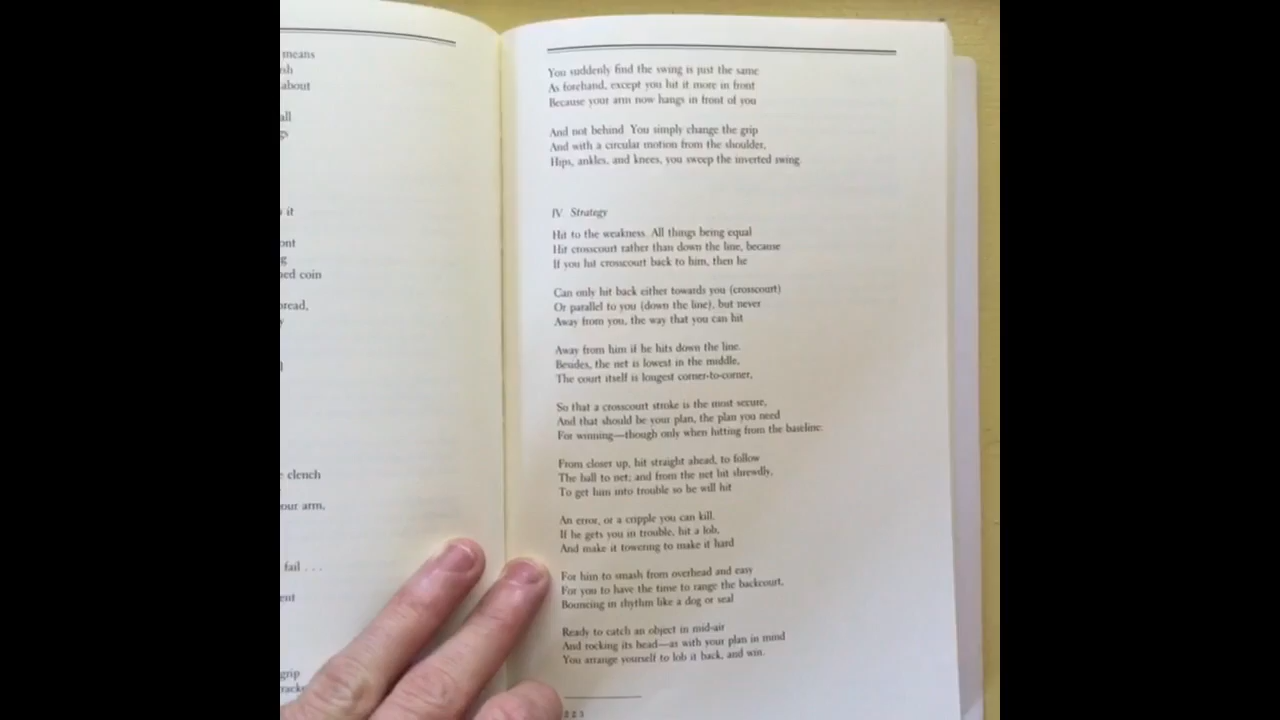 means
about
all
it
coin
clench
our arm,
fail . . .
grip
You suddenly find the swing is just the same
As forehand, except you hit it more in front
Because your arm now hangs in front of you
And not behind. You simply change the grip
And with a circular motion from the shoulder,
Hips, ankles, and knees, you sweep the inverted swing.
IV Strategy
Hit to the weakness. All things being equal
Hit crosscourt rather than down the line, because
If you hit crosscourt back to him, then he
Can only hit back either towards you (crosscourt)
Or parallel to you (down the line), but never
Away from you, the way that you can hit
Away from him if he hits down the line.
Besides, the net is lowest in the middle,
The court itself is longest corner-to-corner,
So that a crosscourt stroke is the most secure,
And that should be your plan, the plan you need
For winning—though only when hitting from the baseline:
From closer up, hit straight ahead, to follow
The ball to net; and from the net hit shrewdly,
To get him into trouble so he will hit
An error, or a cripple you can kill.
If he gets you in trouble, hit a lob,
And make it towering to make it hard
For him to smash from overhead and easy
For you to have the time to range the backcourt,
Bouncing in rhythm like a dog or seal
Ready to catch an object in mid-air
And rocking its head—as with your plan in mind
You arrange yourself to lob it back, and win.
223